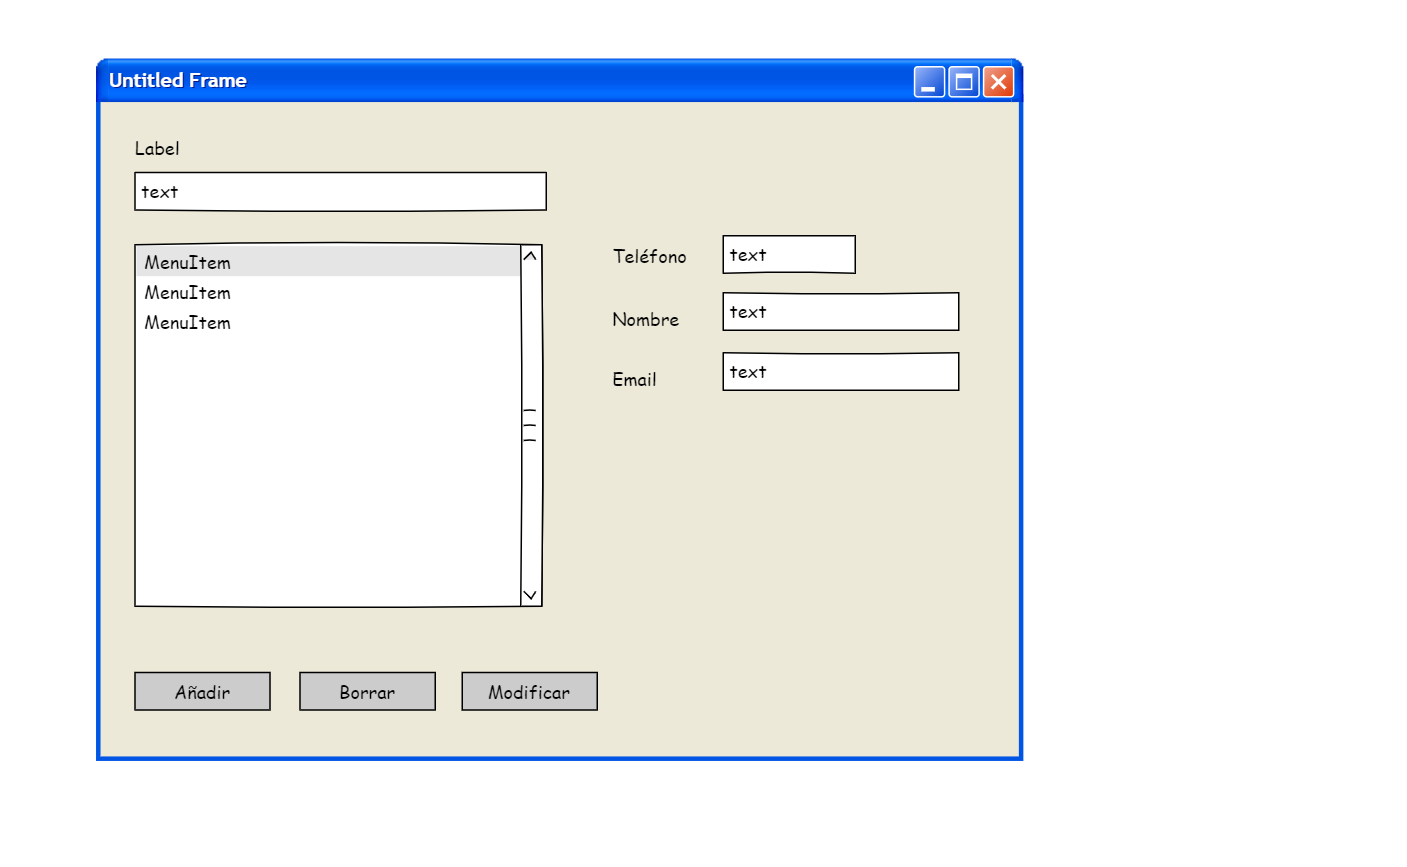 Untitled Frame
Label
text
MenuItem
MenuItem
MenuItem
Teléfono text
Nombre text
Email text
Añadir Borrar Modificar